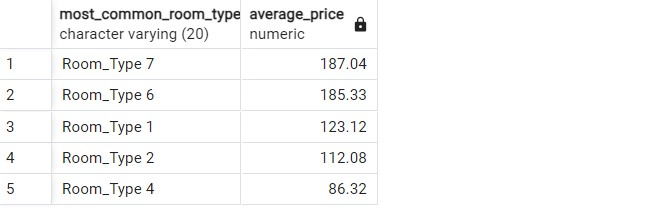 most_common_room_type average_price
character varying (20) numeric
1 Room_Type 7 187.04
2 Room_Type 6 185.33
3 Room_Type 1 123.12
4 Room_Type 2 112.08
5 Room_Type 4 86.32